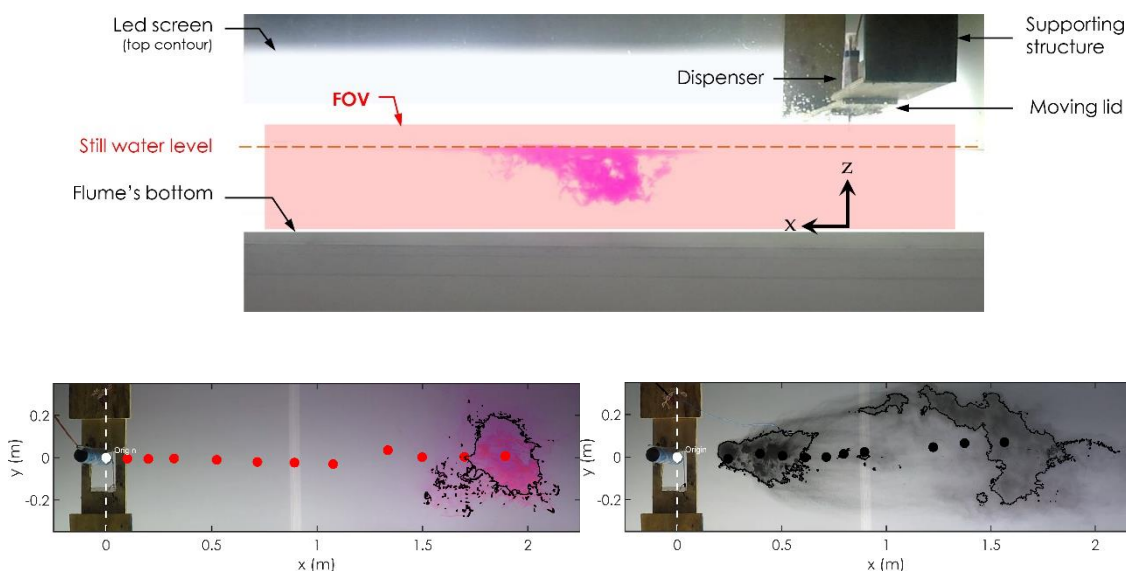 Led screen
(top contour)
Supporting
structure
Dispenser
FOV
Moving lid
Still water level
Flume's bottom
z
x
y (m)
0.2
0
-0.2
Origin
0
0.5
1
1.5
2
x (m)
y (m)
0.2
0
-0.2
Origin
0
0.5
1
1.5
2
x (m)